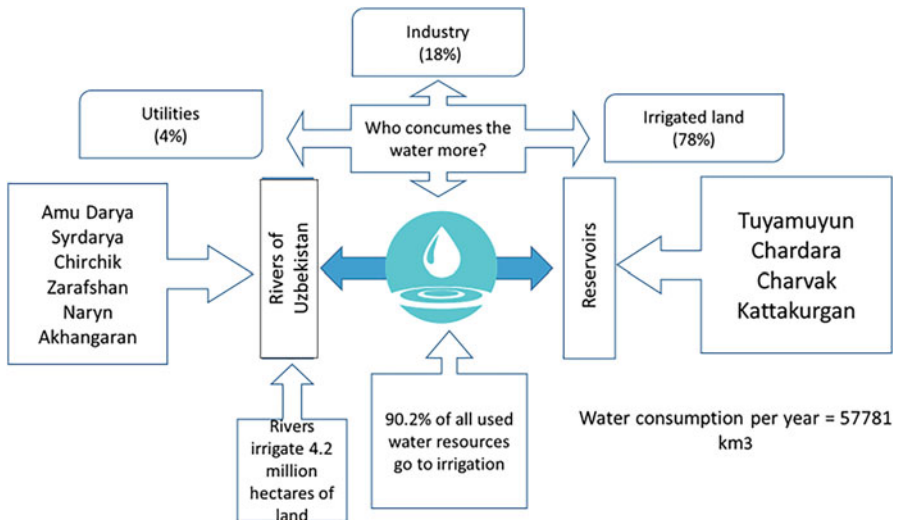 Industry
(18%)
Utilities
(4%)
Who concumes the
water more?
Irrigated land
(78%)
Amu Darya
Syrdarya
Chirchik
Zarafshan
Naryn
Akhangaran
Rivers of
Uzbekistan
Reservoirs
Tuyamuyun
Chardara
Charvak
Kattakurgan
Rivers
irrigate 4.2
million
hectares of
land
90.2% of all used
water resources
go to irrigation
Water consumption per year = 57781
km3